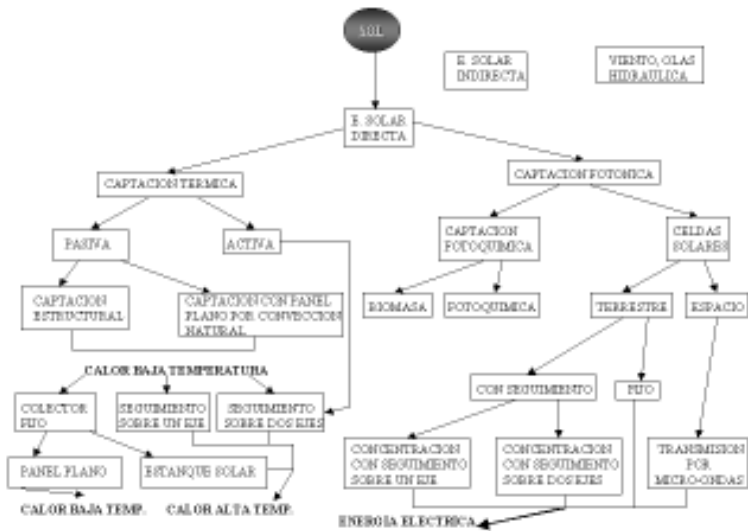 SOL
E. SOLAR
INDIRECTA
VIENTO, OLAS
HIDRAULICA
E. SOLAR
DIRECTA
CAPTACION TERMICA
CAPTACION FOTONICA
PASIVA
ACTIVA
CAPTACION
FOTOQUIMICA
CELDAS
SOLARES
CAPTACION
ESTRUCTURAL
CAPTACION CON PANEL
PLANO POR CONVECCION
NATURAL
BIOMASA
FOTOQUIMICA
TERRESTRE
ESPACIO
CALOR BAJA TEMPERATURA
COLECTOR
FIJO
SEGUIMIENTO
SOBRE UN EJE
SEGUIMIENTO
SOBRE DOS EJES
CON SEGUIMIENTO
FIJO
PANEL PLANO
ESTANQUE SOLAR
CONCENTRACION
CON SEGUIMIENTO
SOBRE UN EJE
CONCENTRACION
CON SEGUIMIENTO
SOBRE DOS EJES
TRANSMISION
POR
MICRO-ONDAS
CALOR BAJA TEMP.
CALOR ALTA TEMP.
ENERGIA ELECTRICA